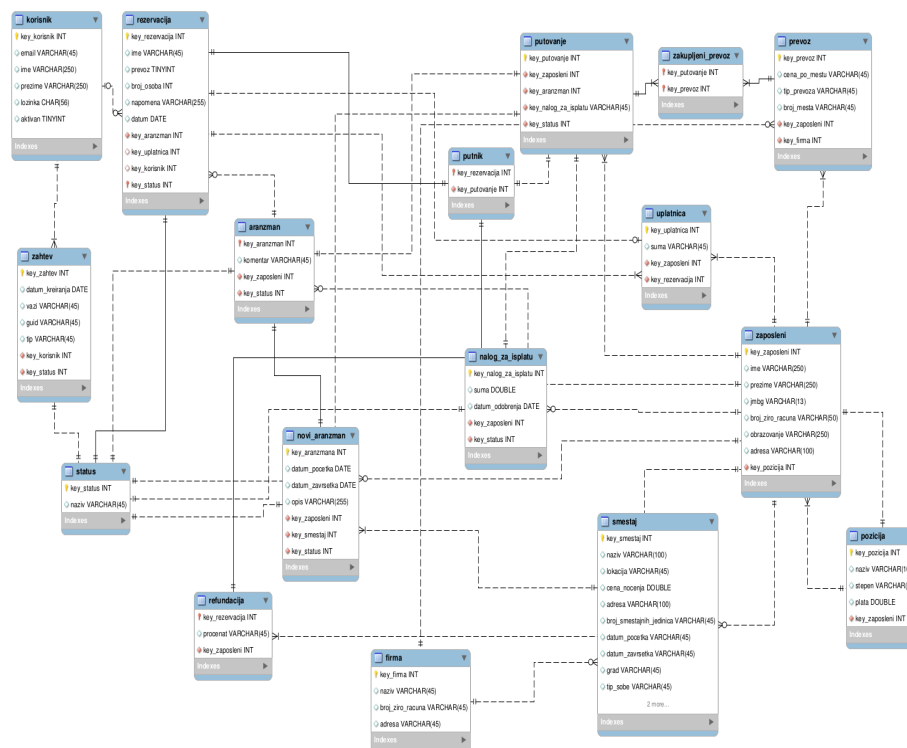 korisnik
key_korisnik INT
email VARCHAR(45)
ime VARCHAR(250)
prezime VARCHAR(250)
lozinka CHAR(56)
aktivan TINYINT
Indexes
rezervacija
key_rezervacija INT
ime VARCHAR(45)
prevoz TINYINT
broj_osoba INT
napomena VARCHAR(255)
datum DATE
key_aranzman INT
key_uplatnica INT
key_korisnik INT
key_status INT
Indexes
putovanje
key_putovanje INT
key_zaposleni INT
key_aranzman INT
key_nalog_za_isplatu VARCHAR(45)
key_status INT
Indexes
zakupljeni_prevoz
key_putovanje INT
key_prevoz INT
Indexes
prevoz
key_prevoz INT
cena_po_mestu VARCHAR(45)
tip_prevoza VARCHAR(45)
broj_mesta VARCHAR(45)
key_zaposleni INT
key_firma INT
Indexes
putnik
key_rezervacija INT
key_putovanje INT
Indexes
uplatnica
key_uplatnica INT
suma VARCHAR(45)
key_zaposleni INT
key_rezervacija INT
Indexes
aranzman
key_aranzman INT
komentar VARCHAR(45)
key_zaposleni INT
key_status INT
Indexes
zahtev
key_zahtev INT
datum_kreiranja DATE
vazi VARCHAR(45)
guid VARCHAR(45)
tip VARCHAR(45)
key_korisnik INT
key_status INT
Indexes
nalog_za_isplatu
key_nalog_za_isplatu INT
suma DOUBLE
datum_odobrenja DATE
key_zaposleni INT
key_status INT
Indexes
zaposleni
key_zaposleni INT
ime VARCHAR(250)
prezime VARCHAR(250)
jmbg VARCHAR(13)
broj_ziro_racuna VARCHAR(50)
obrazovanje VARCHAR(250)
adresa VARCHAR(100)
key_pozicija INT
Indexes
novi_aranzman
key_aranzmana INT
datum_pocetka DATE
datum_zavrsetka DATE
opis VARCHAR(255)
key_zaposleni INT
key_smestaj INT
key_status INT
Indexes
status
key_status INT
naziv VARCHAR(45)
Indexes
smestaj
key_smestaj INT
naziv VARCHAR(100)
lokacija VARCHAR(45)
cena_nocenja DOUBLE
adresa VARCHAR(100)
broj_smestajnih_jedinica VARCHAR(45)
datum_pocetka VARCHAR(45)
datum_zavrsetka VARCHAR(45)
grad VARCHAR(45)
tip_sobe VARCHAR(45)
2 more...
Indexes
pozicija
key_pozicija INT
naziv VARCHAR(10
stepen VARCHAR(
plata DOUBLE
key_zaposleni INT
Indexes
refundacija
key_rezervacija INT
procenat VARCHAR(45)
key_zaposleni INT
Indexes
firma
key_firma INT
naziv VARCHAR(45)
broj_ziro_racuna VARCHAR(45)
adresa VARCHAR(45)
Indexes